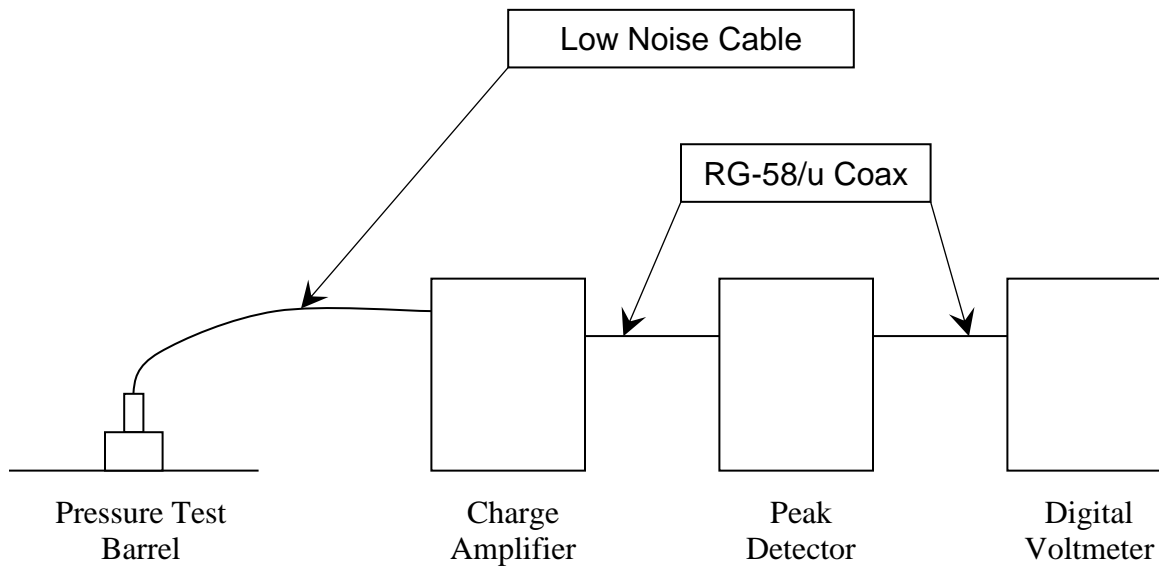 Low Noise Cable
RG-58/u Coax
Pressure Test
Barrel
Charge
Amplifier
Peak
Detector
Digital
Voltmeter